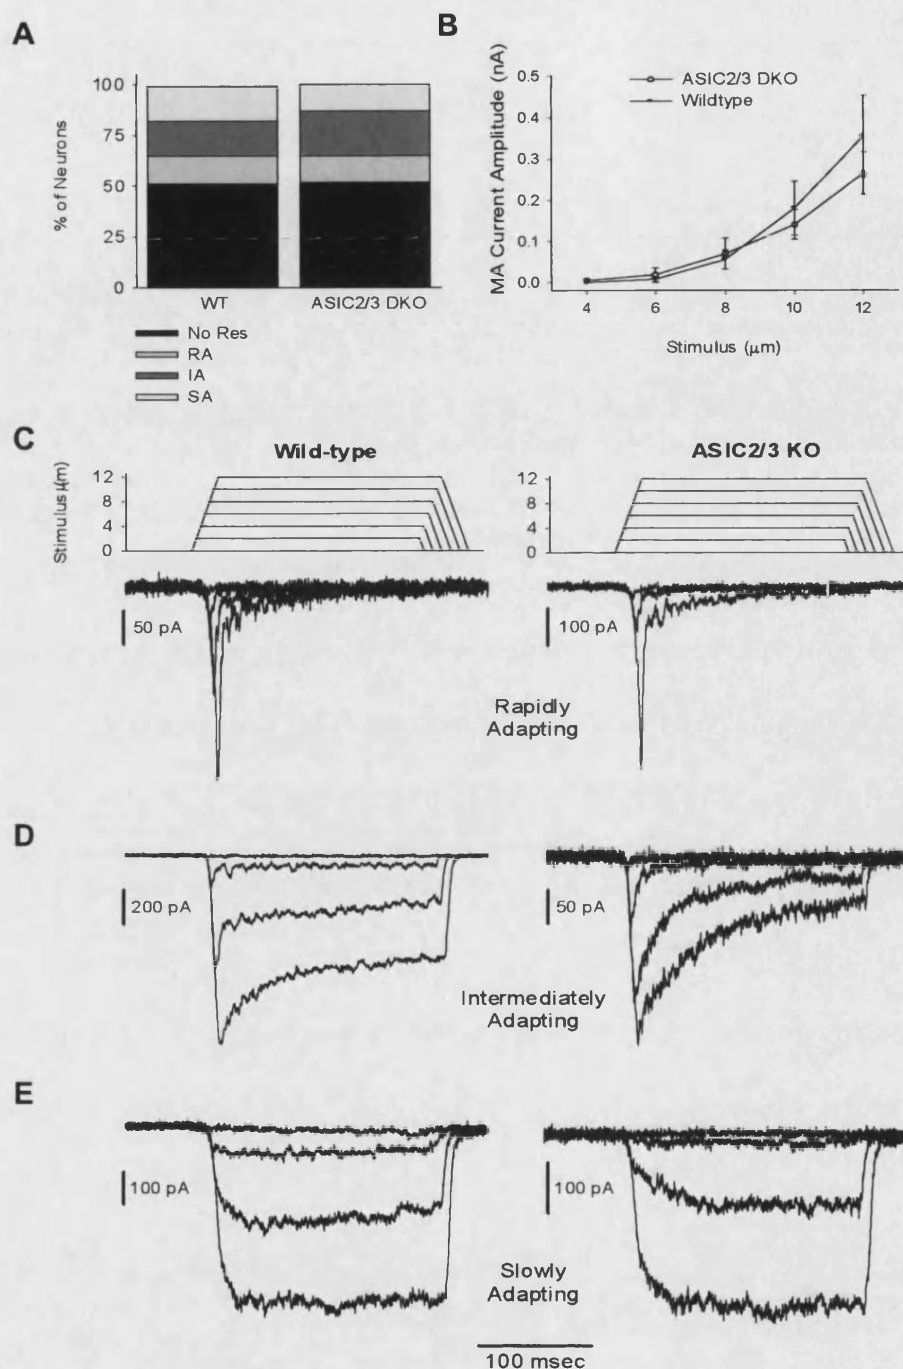 A
% of Neurons
100
75
50
25
0
WT
ASIC2/3 DKO
No Res
RA
IA
SA
B
MA Current Amplitude (nA)
0.5
0.4
0.3
0.2
0.1
0.0
ASIC2/3 DKO
Wildtype
4
6
8
10
12
Stimulus (μm)
C
Wild-type
ASIC2/3 KO
Stimulus μm)
12
8
4
0
12
8
4
0
50 pA
100 pA
Rapidly
Adapting
D
200 pA
50 pA
Intermediately
Adapting
E
100 pA
100 pA
Slowly
Adapting
100 msec